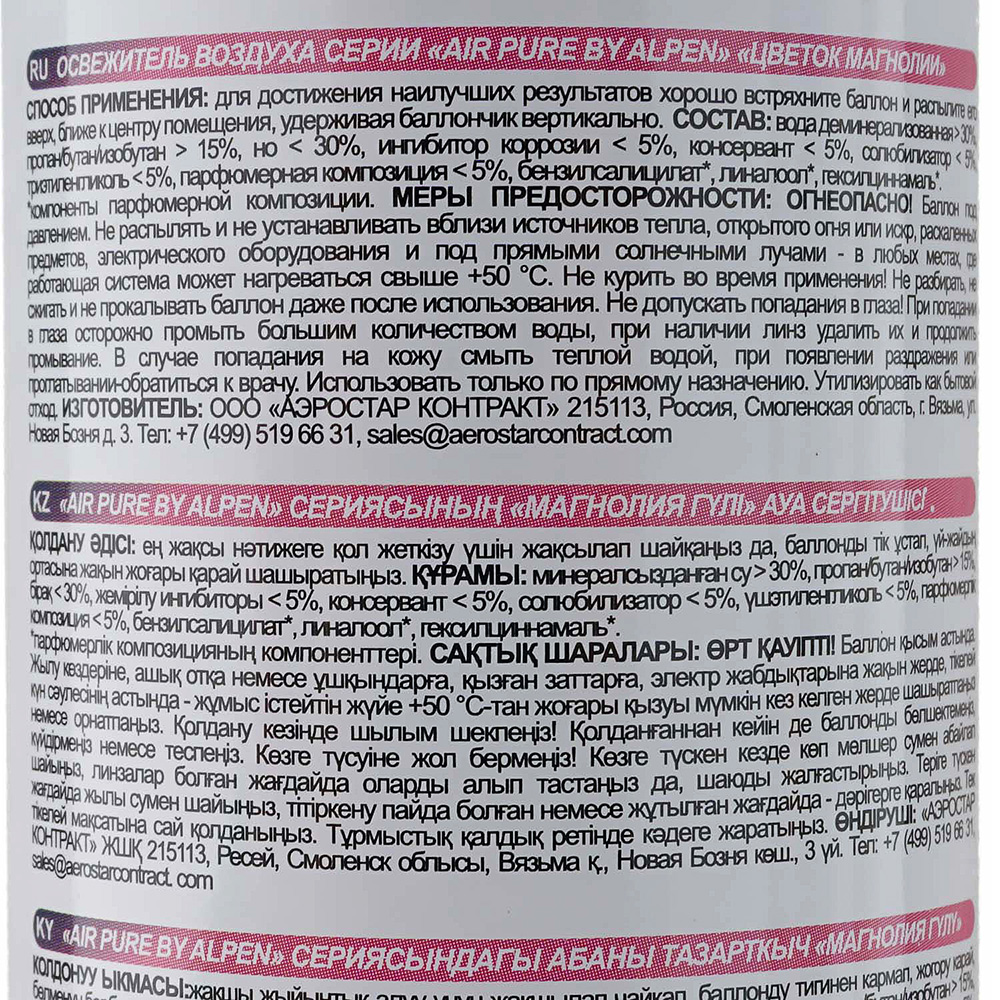 RU ОСВЕЖИТЕЛЬ ВОЗДУХА СЕРИИ «AIR PURE BY ALPEN» «ЦВЕТОК МАГНОЛИИ»
СПОСОБ ПРИМЕНЕНИЯ: для достижения наилучших результатов хорошо встряхните баллон и распылите его
вверх, ближе к центру помещения, удерживая баллончик вертикально. СОСТАВ: вода деминерализованная > 30%,
пропан/бутан/изобутан > 15%, но < 30%, ингибитор коррозии < 5%, консервант < 5%, солюбилизатор < 5%,
триэтиленгликоль < 5%, парфюмерная композиция < 5%, бензилсалицилат*, линалоол*, гексилциннамаль*.
*компоненты парфюмерной композиции. МЕРЫ ПРЕДОСТОРОЖНОСТИ: ОГНЕОПАСНО! Баллон под
давлением. Не распылять и не устанавливать вблизи источников тепла, открытого огня или искр, раскаленных
предметов, электрического оборудования и под прямыми солнечными лучами - в любых местах, где
работающая система может нагреваться свыше +50 °С. Не курить во время применения! Не разбирать, не
сжигать и не прокалывать баллон даже после использования. Не допускать попадания в глаза! При попадании
в глаза осторожно промыть большим количеством воды, при наличии линз удалить их и продолжить
промывание. В случае попадания на кожу смыть теплой водой, при появлении раздражения или
проглатывании-обратиться к врачу. Использовать только по прямому назначению. Утилизировать как бытовой
отход. ИЗГОТОВИТЕЛЬ: ООО «АЭРОСТАР КОНТРАКТ» 215113, Россия, Смоленская область, г. Вязьма, ул.
Новая Бозня д. 3. Тел: +7 (499) 519 66 31, sales@aerostarcontract.com
KZ «AIR PURE BY ALPEN» СЕРИЯСЫНЫҢ «МАГНОЛИЯ ГҮЛІ» АУА СЕРГІТУШІСІ .
ҚОЛДАНУ ӘДІСІ: ең жақсы нәтижеге қол жеткізу үшін жақсылап шайқаңыз да, баллонды тік ұстап, үй-жайдың
ортасына жақын жоғары қарай шашыратыңыз. ҚҰРАМЫ: минералсызданған су > 30%, пропан/бутан/изобутан > 15%,
бірақ < 30%, жемірілу ингибиторы < 5%, консервант < 5%, солюбилизатор < 5%, үшэтиленгликоль < 5%, парфюмерлік
композиция < 5%, бензилсалицилат*, линалоол*, гексилциннамаль*.
*парфюмерлік композицияның компоненттері. САҚТЫҚ ШАРАЛАРЫ: ӨРТ ҚАУІПТІ! Баллон қысым астында.
Жылу көздеріне, ашық отқа немесе ұшқындарға, қызған заттарға, электр жабдықтарына жақын жерде, тікелей
күн сәулесінің астында - жұмыс істейтін жүйе +50 °С-тан жоғары қызуы мүмкін кез келген жерде шашыратпаңыз
немесе орнатпаңыз. Қолдану кезінде шылым шекпеңіз! Қолданғаннан кейін де баллонды бөлшектемеңіз,
күйдірмеңіз немесе теспеңіз. Көзге түсуіне жол бермеңіз! Көзге түскен кезде көп мөлшер сумен абайлап
шайыңыз, линзалар болған жағдайда оларды алып тастаңыз да, шаюды жалғастырыңыз. Теріге түскен
жағдайда жылы сумен шайыңыз, тітіркену пайда болған немесе жұтылған жағдайда - дәрігерге қаралыңыз. Тек
тікелей мақсатына сай қолданыңыз. Тұрмыстық қалдық ретінде кәдеге жаратыңыз. ӨНДІРУШІ: «АЭРОСТАР
КОНТРАКТ» ЖШҚ 215113, Ресей, Смоленск облысы, Вязьма қ., Новая Бозня көш., 3 үй. Тел: +7 (499) 519 66 31,
sales@aerostarcontract. com
KY «AIR PURE BY ALPEN» СЕРИЯСЫНДАГЫ АБАНЫ ТАЗАРТКЫЧ «МАГНОЛИЯ ГҮЛҮ»
КОЛДОНУУ ЫКМАСЫ: жакшы жыйынтык алуу үчүн жакшылап чайкап, баллонду тигинен кармап, жогору карай,